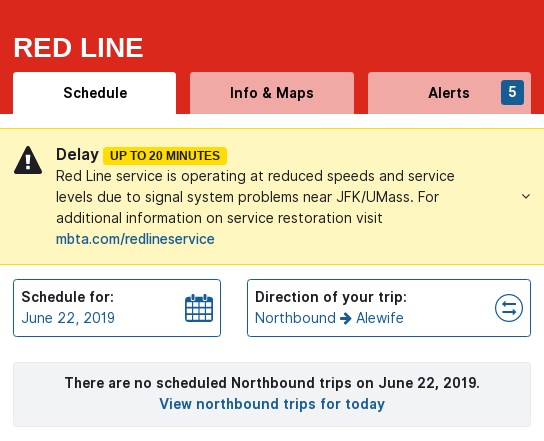 RED LINE
Schedule
Info & Maps
Alerts 5
Delay UP TO 20 MINUTES
Red Line service is operating at reduced speeds and service
levels due to signal system problems near JFK/UMass. For
additional information on service restoration visit
mbta.com/redlineservice
Schedule for:
June 22, 2019
Direction of your trip:
Northbound → Alewife
There are no scheduled Northbound trips on June 22, 2019.
View northbound trips for today